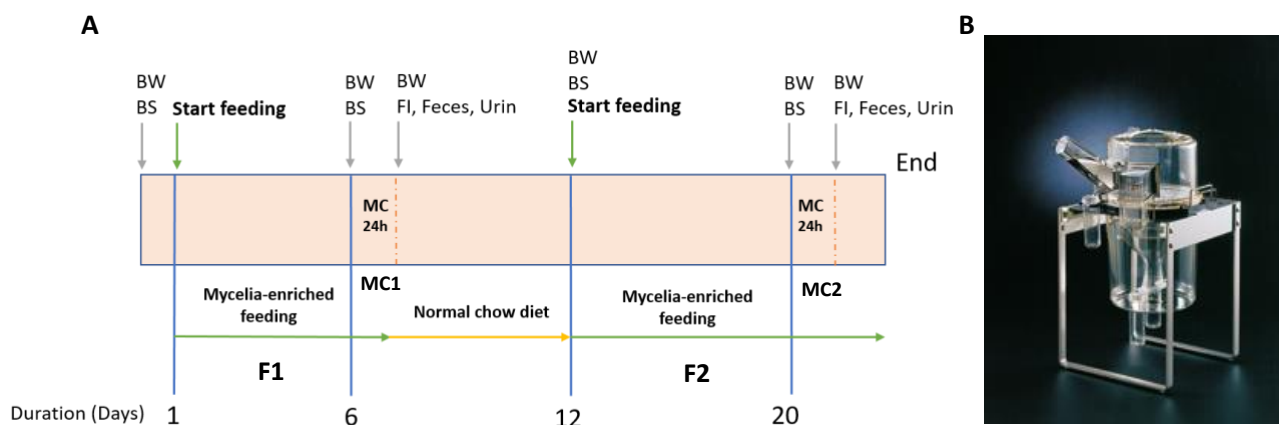 A
B
BW
BS
Start feeding
BW
BS
BW
FI, Feces, Urin
BW
BS
Start feeding
BW
BS
BW
FI, Feces, Urin
End
MC
24h
MC
24h
MC1
MC2
Mycelia-enriched
feeding
Normal chow diet
Mycelia-enriched
feeding
F1
F2
Duration (Days) 1 6 12 20